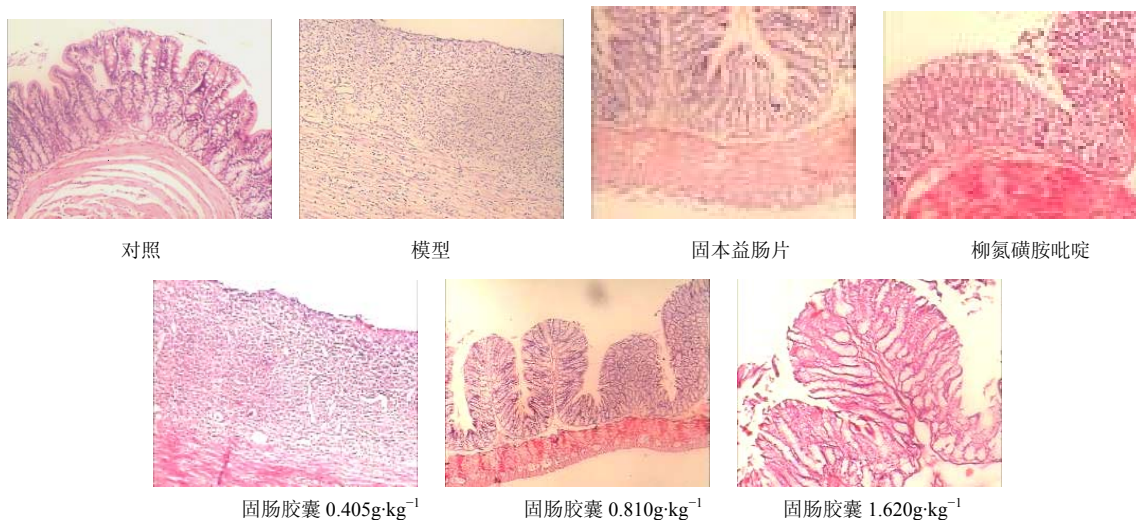 对照 模型 固本益肠片 柳氮磺胺吡啶
固肠胶囊 0.405g·kg⁻¹ 固肠胶囊 0.810g·kg⁻¹ 固肠胶囊 1.620g·kg⁻¹